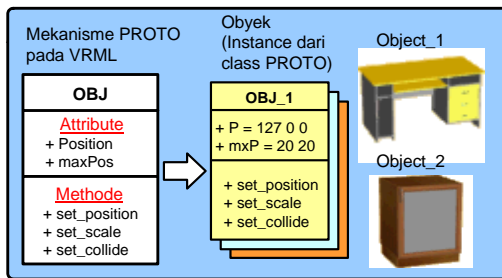 Mekanisme PROTO
pada VRML
OBJ
Attribute
+ Position
+ maxPos
Methode
+ set_position
+ set_scale
+ set_collide
Obyek
(Instance dari
class PROTO)
OBJ_1
+ P = 127 0 0
+ mxP = 20 20
+ set_position
+ set_scale
+ set_collide
Object_1
Object_2